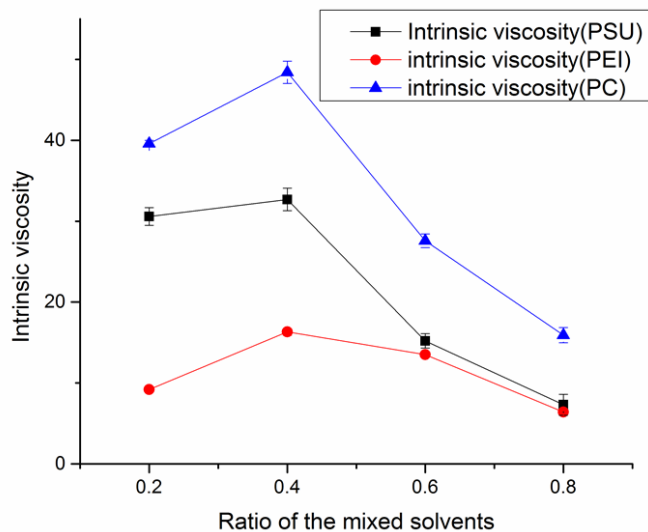 Intrinsic viscosity(PSU)
intrinsic viscosity(PEI)
intrinsic viscosity(PC)
Intrinsic viscosity
40
20
0
0.2 0.4 0.6 0.8
Ratio of the mixed solvents